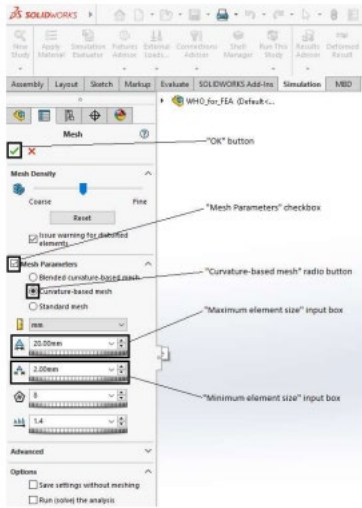 SOLIDWORKS
New Study
Apply Material
Simulation Evaluator
Fixtures Adviser
External Loads...
Connections Adviser
Shell Manager
Run This Study
Results Adviser
Deformed Result
Assembly Layout Sketch Markup Evaluate SOLIDWORKS Add-Ins Simulation MBD
WHO_for_FEA (Default<...
Mesh
"OK" button
Mesh Density
Coarse Fine
Reset
"Mesh Parameters" checkbox
Issue warning for distorted
elements
Mesh Parameters
Blended curvature-based mesh
"Curvature-based mesh" radio button
Curvature-based mesh
Standard mesh
"Maximum element size" input box
mm
20.00mm
2.00mm
8
"Minimum element size" input box
1.4
Advanced
Options
Save settings without meshing
Run (solve) the analysis